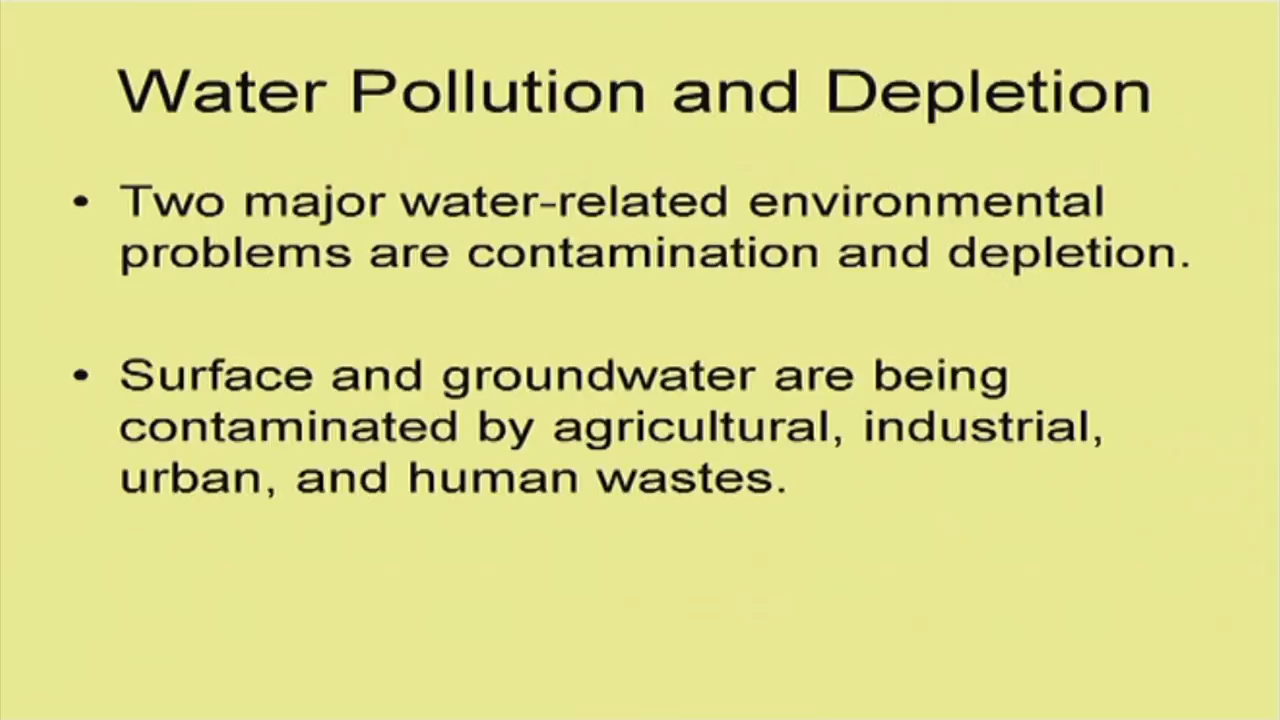 Water Pollution and Depletion
• Two major water-related environmental
problems are contamination and depletion.
• Surface and groundwater are being
contaminated by agricultural, industrial,
urban, and human wastes.